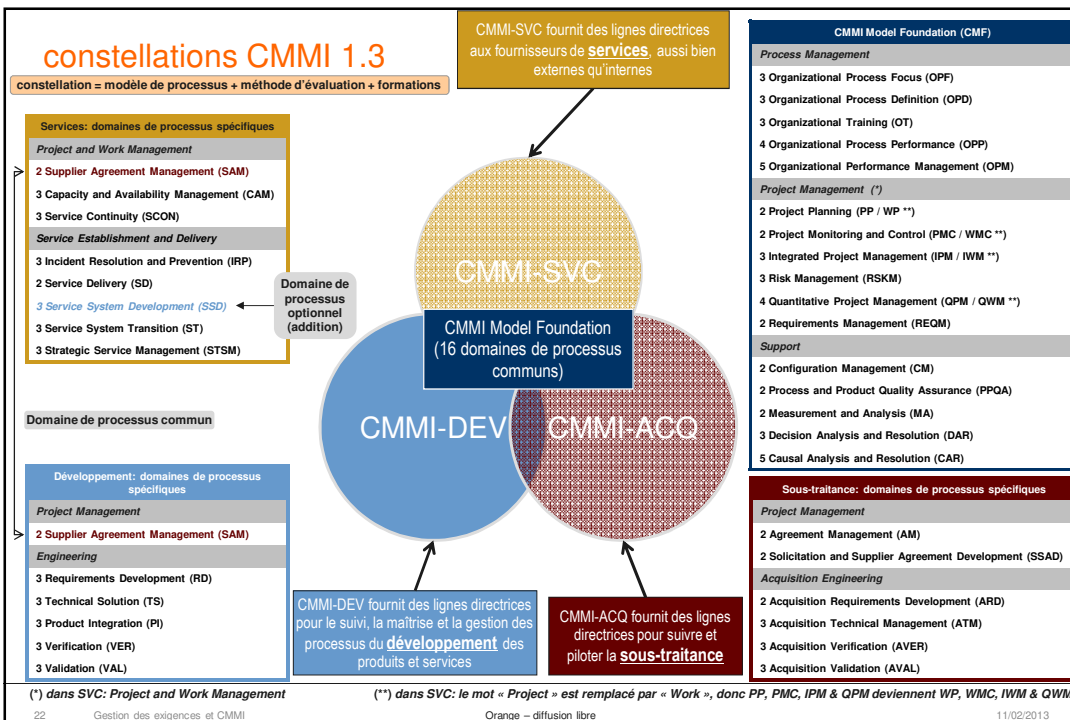 constellations CMMI 1.3
constellation = modèle de processus + méthode d'évaluation + formations
CMMI-SVC fournit des lignes directrices
aux fournisseurs de services, aussi bien
externes qu'internes
Services: domaines de processus spécifiques
Project and Work Management
2 Supplier Agreement Management (SAM)
3 Capacity and Availability Management (CAM)
3 Service Continuity (SCON)
Service Establishment and Delivery
3 Incident Resolution and Prevention (IRP)
2 Service Delivery (SD)
3 Service System Development (SSD)
3 Service System Transition (ST)
3 Strategic Service Management (STSM)
Domaine de
processus
optionnel
(addition)
Domaine de processus commun
Développement: domaines de processus
spécifiques
Project Management
2 Supplier Agreement Management (SAM)
Engineering
3 Requirements Development (RD)
3 Technical Solution (TS)
3 Product Integration (PI)
3 Verification (VER)
3 Validation (VAL)
CMMI-SVC
CMMI Model Foundation
(16 domaines de processus
communs)
CMMI-DEV
CMMI-ACQ
CMMI-DEV fournit des lignes directrices
pour le suivi, la maîtrise et la gestion des
processus du développement des
produits et services
CMMI-ACQ fournit des lignes
directrices pour suivre et
piloter la sous-traitance
CMMI Model Foundation (CMF)
Process Management
3 Organizational Process Focus (OPF)
3 Organizational Process Definition (OPD)
3 Organizational Training (OT)
4 Organizational Process Performance (OPP)
5 Organizational Performance Management (OPM)
Project Management (*)
2 Project Planning (PP / WP **)
2 Project Monitoring and Control (PMC / WMC **)
3 Integrated Project Management (IPM / IWM **)
3 Risk Management (RSKM)
4 Quantitative Project Management (QPM / QWM **)
2 Requirements Management (REQM)
Support
2 Configuration Management (CM)
2 Process and Product Quality Assurance (PPQA)
2 Measurement and Analysis (MA)
3 Decision Analysis and Resolution (DAR)
5 Causal Analysis and Resolution (CAR)
Sous-traitance: domaines de processus spécifiques
Project Management
2 Agreement Management (AM)
2 Solicitation and Supplier Agreement Development (SSAD)
Acquisition Engineering
2 Acquisition Requirements Development (ARD)
3 Acquisition Technical Management (ATM)
3 Acquisition Verification (AVER)
3 Acquisition Validation (AVAL)
(*) dans SVC: Project and Work Management
(**) dans SVC: le mot « Project » est remplacé par « Work », donc PP, PMC, IPM & QPM deviennent WP, WMC, IWM & QWM
22 Gestion des exigences et CMMI Orange – diffusion libre 11/02/2013